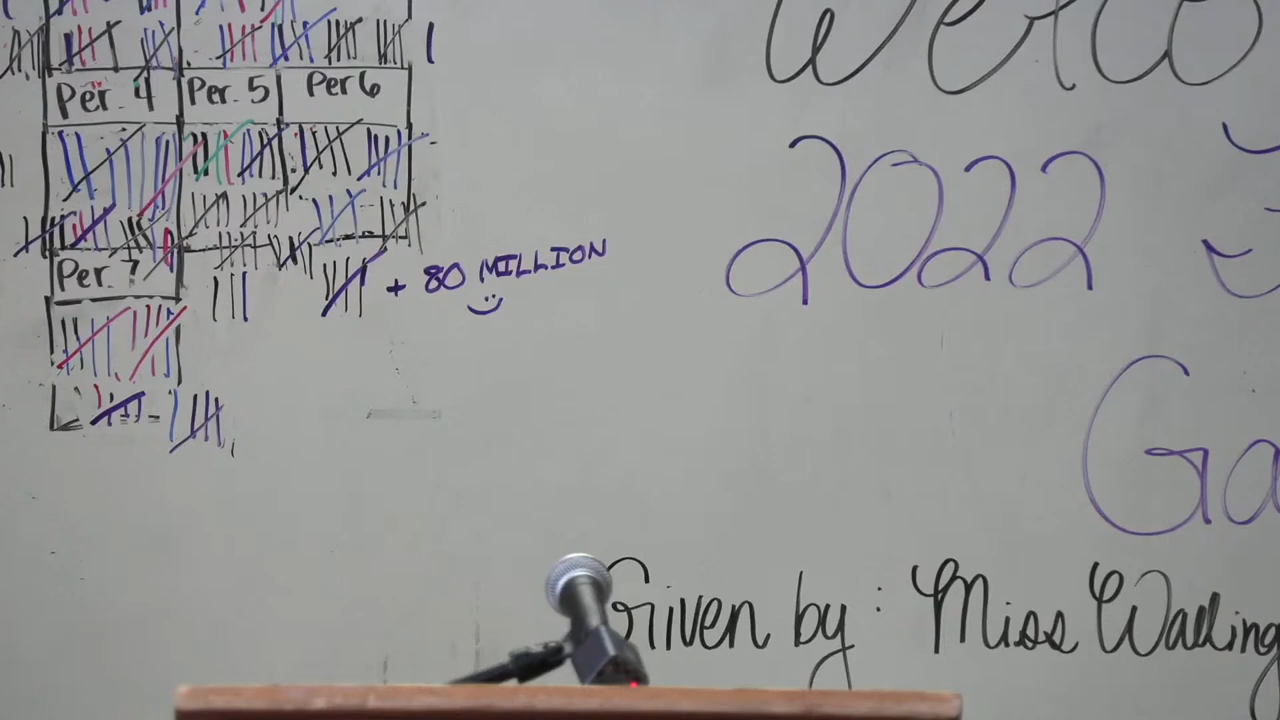 Per. 4 Per. 5 Per 6
Per. 7
+ 80 MILLION
Welco
2022
Ga
Given by: Miss Walling